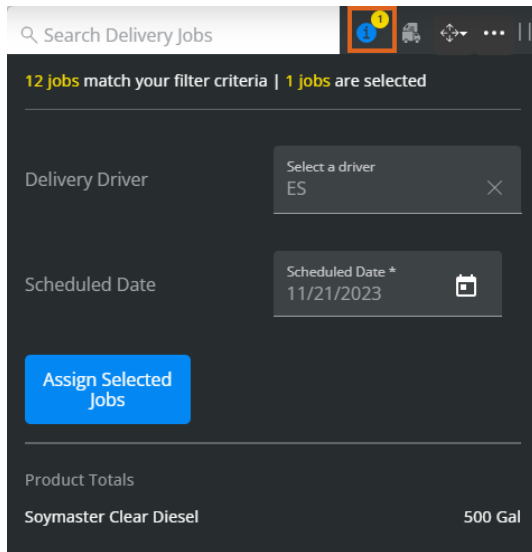 Search Delivery Jobs
1
12 jobs match your filter criteria | 1 jobs are selected
Delivery Driver
Select a driver
ES
Scheduled Date
Scheduled Date *
11/21/2023
Assign Selected
Jobs
Product Totals
Soymaster Clear Diesel 500 Gal